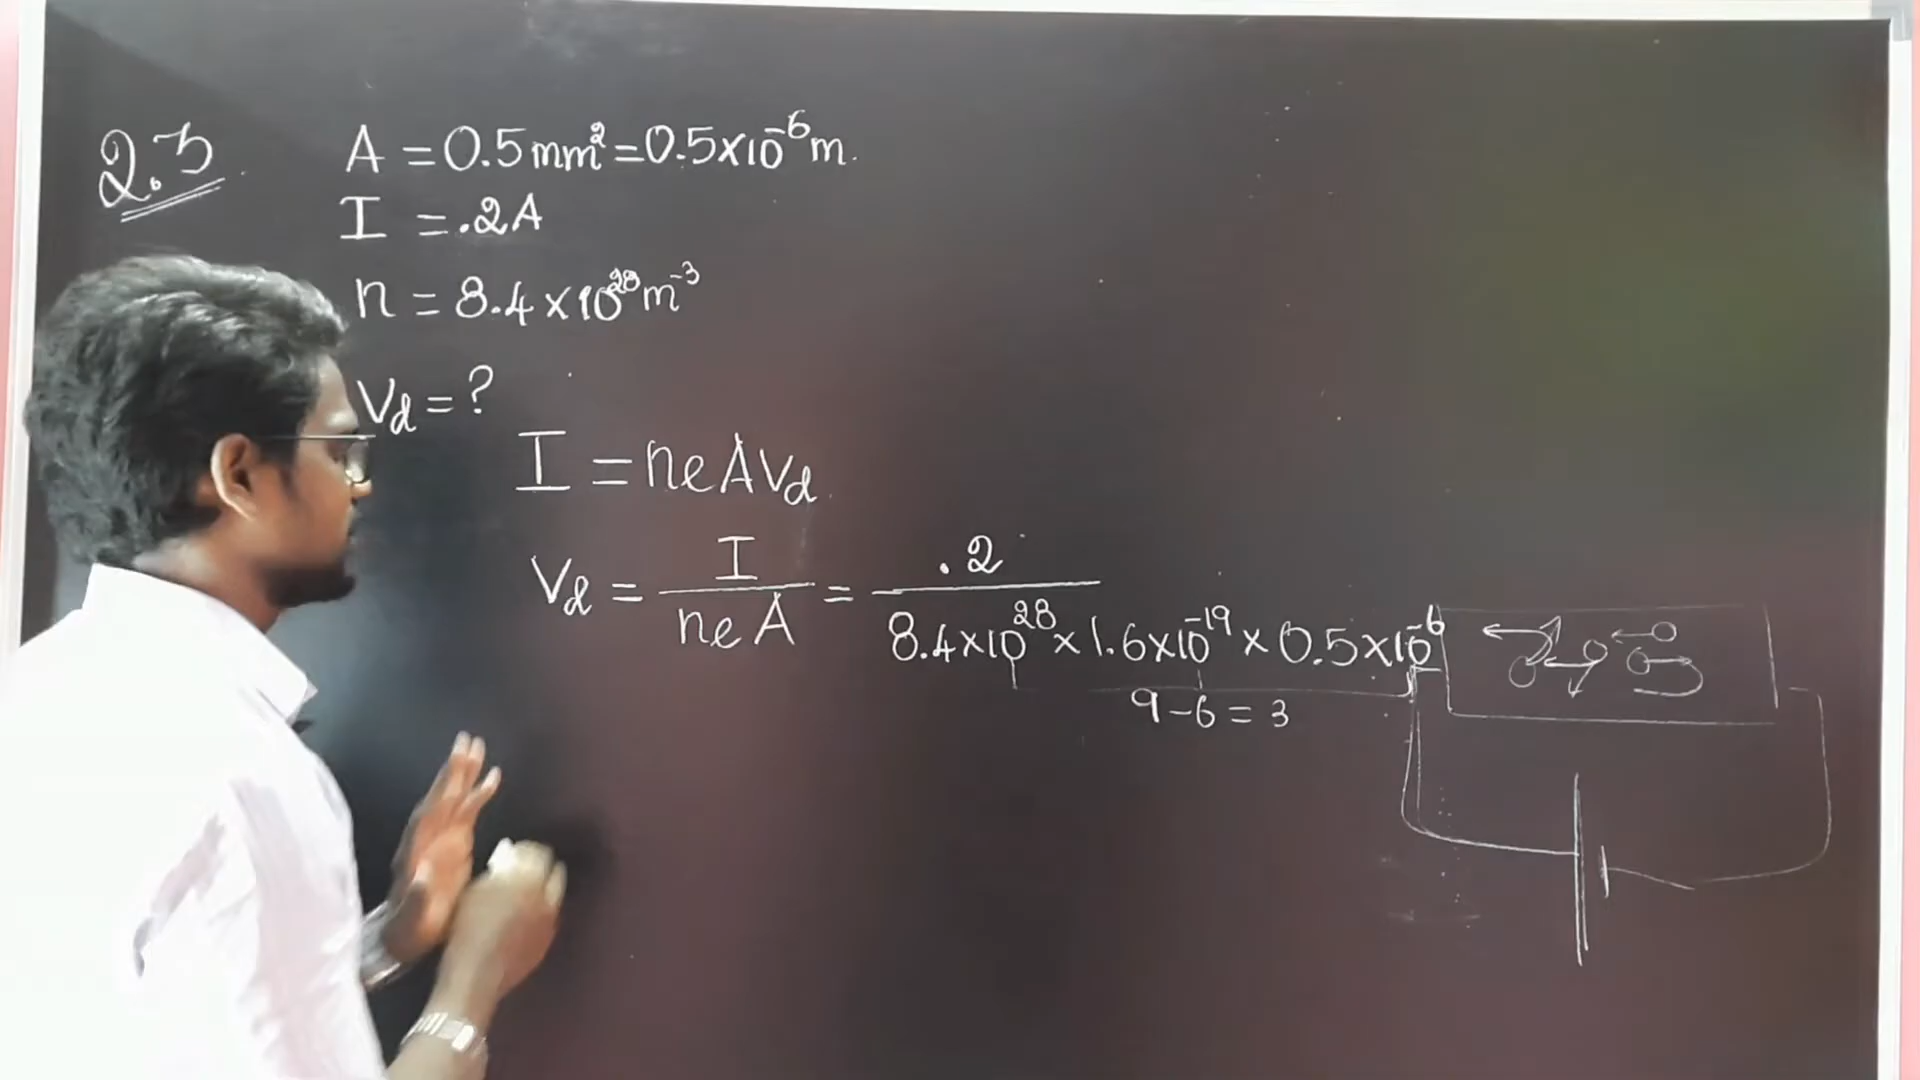 2.3
A = 0.5 mm² = 0.5×10⁻⁶ m.
I = .2A
n = 8.4×10²⁸ m⁻³
Vd = ?
I = neAVd
Vd = I / neA = .2 / 8.4×10²⁸ × 1.6×10⁻¹⁹ × 0.5×10⁻⁶
9 – 6 = 3